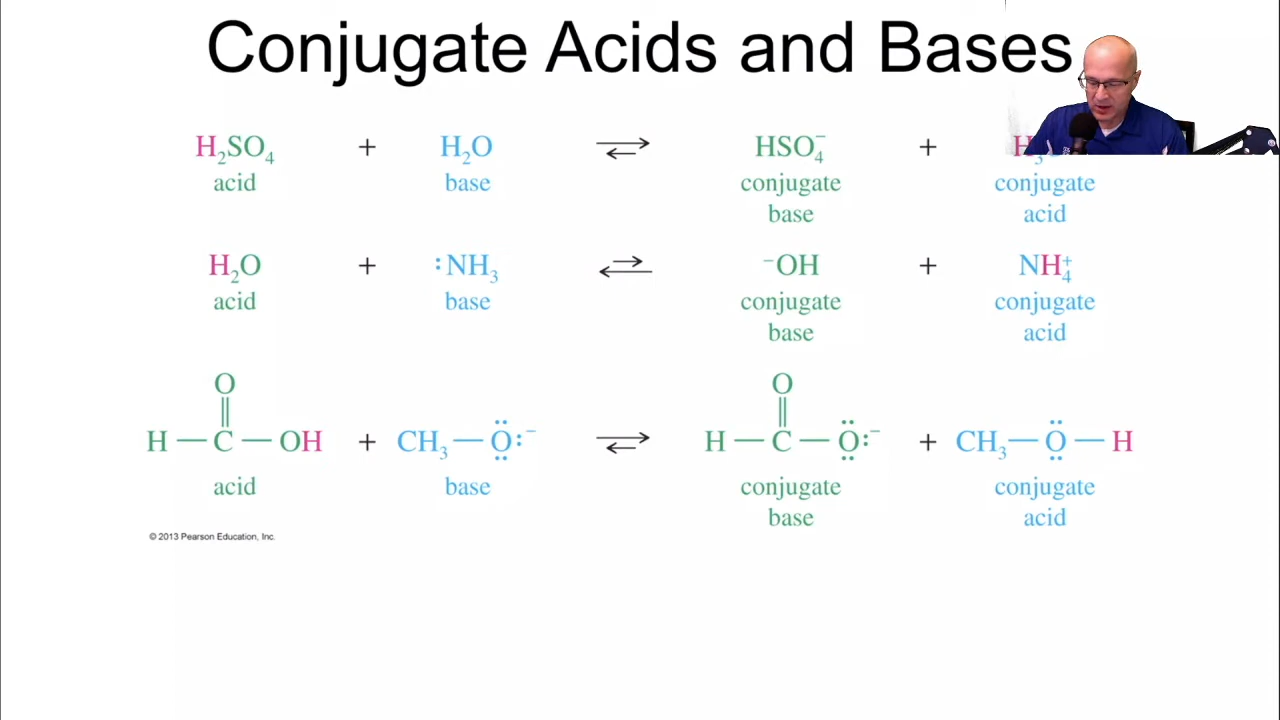 Conjugate Acids and Bases
H₂SO₄ + H₂O ⇌ HSO₄⁻ + H₃
acid base conjugate base conjugate acid
H₂O + :NH₃ ⇌ ⁻OH + NH₄⁺
acid base conjugate base conjugate acid
O O
H — C — OH + CH₃ — O:⁻ ⇌ H — C — O:⁻ + CH₃ — O — H
acid base conjugate base conjugate acid
© 2013 Pearson Education, Inc.